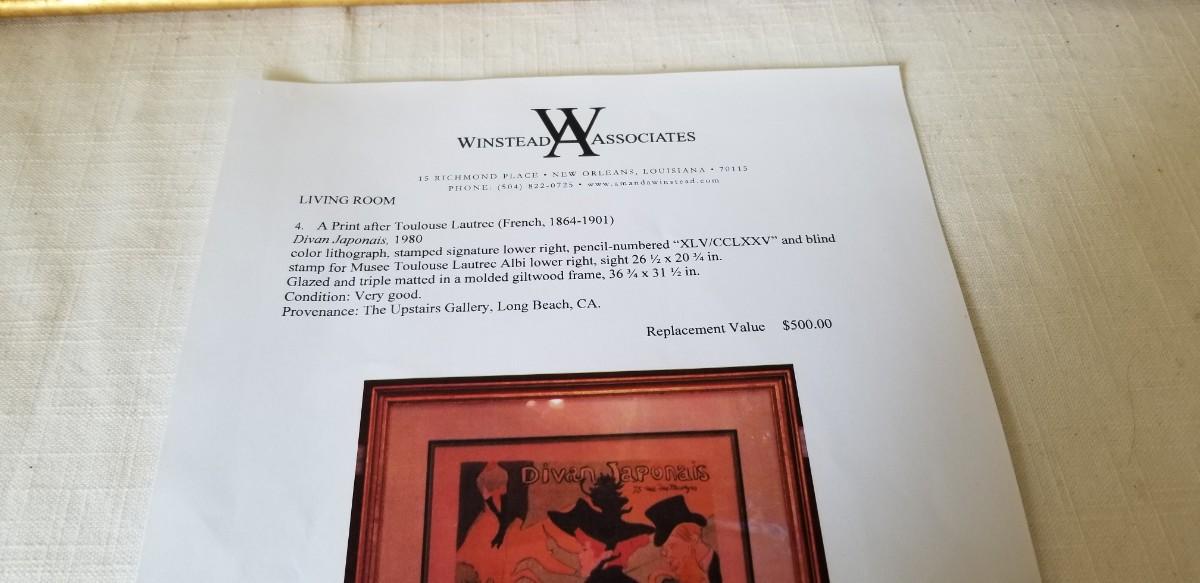 WINSTEAD WA ASSOCIATES
15 RICHMOND PLACE • NEW ORLEANS, LOUISIANA • 70115
PHONE: (504) 822-0725 • www.amandawinstead.com
LIVING ROOM
4. A Print after Toulouse Lautrec (French, 1864-1901)
Divan Japonais, 1980
color lithograph, stamped signature lower right, pencil-numbered “XLV/CCLXXV” and blind
stamp for Musee Toulouse Lautrec Albi lower right, sight 26 ½ x 20 ¾ in.
Glazed and triple matted in a molded giltwood frame, 36 ¾ x 31 ½ in.
Condition: Very good.
Provenance: The Upstairs Gallery, Long Beach, CA.
Replacement Value $500.00
Divan Japonais
75 rue des Martyrs